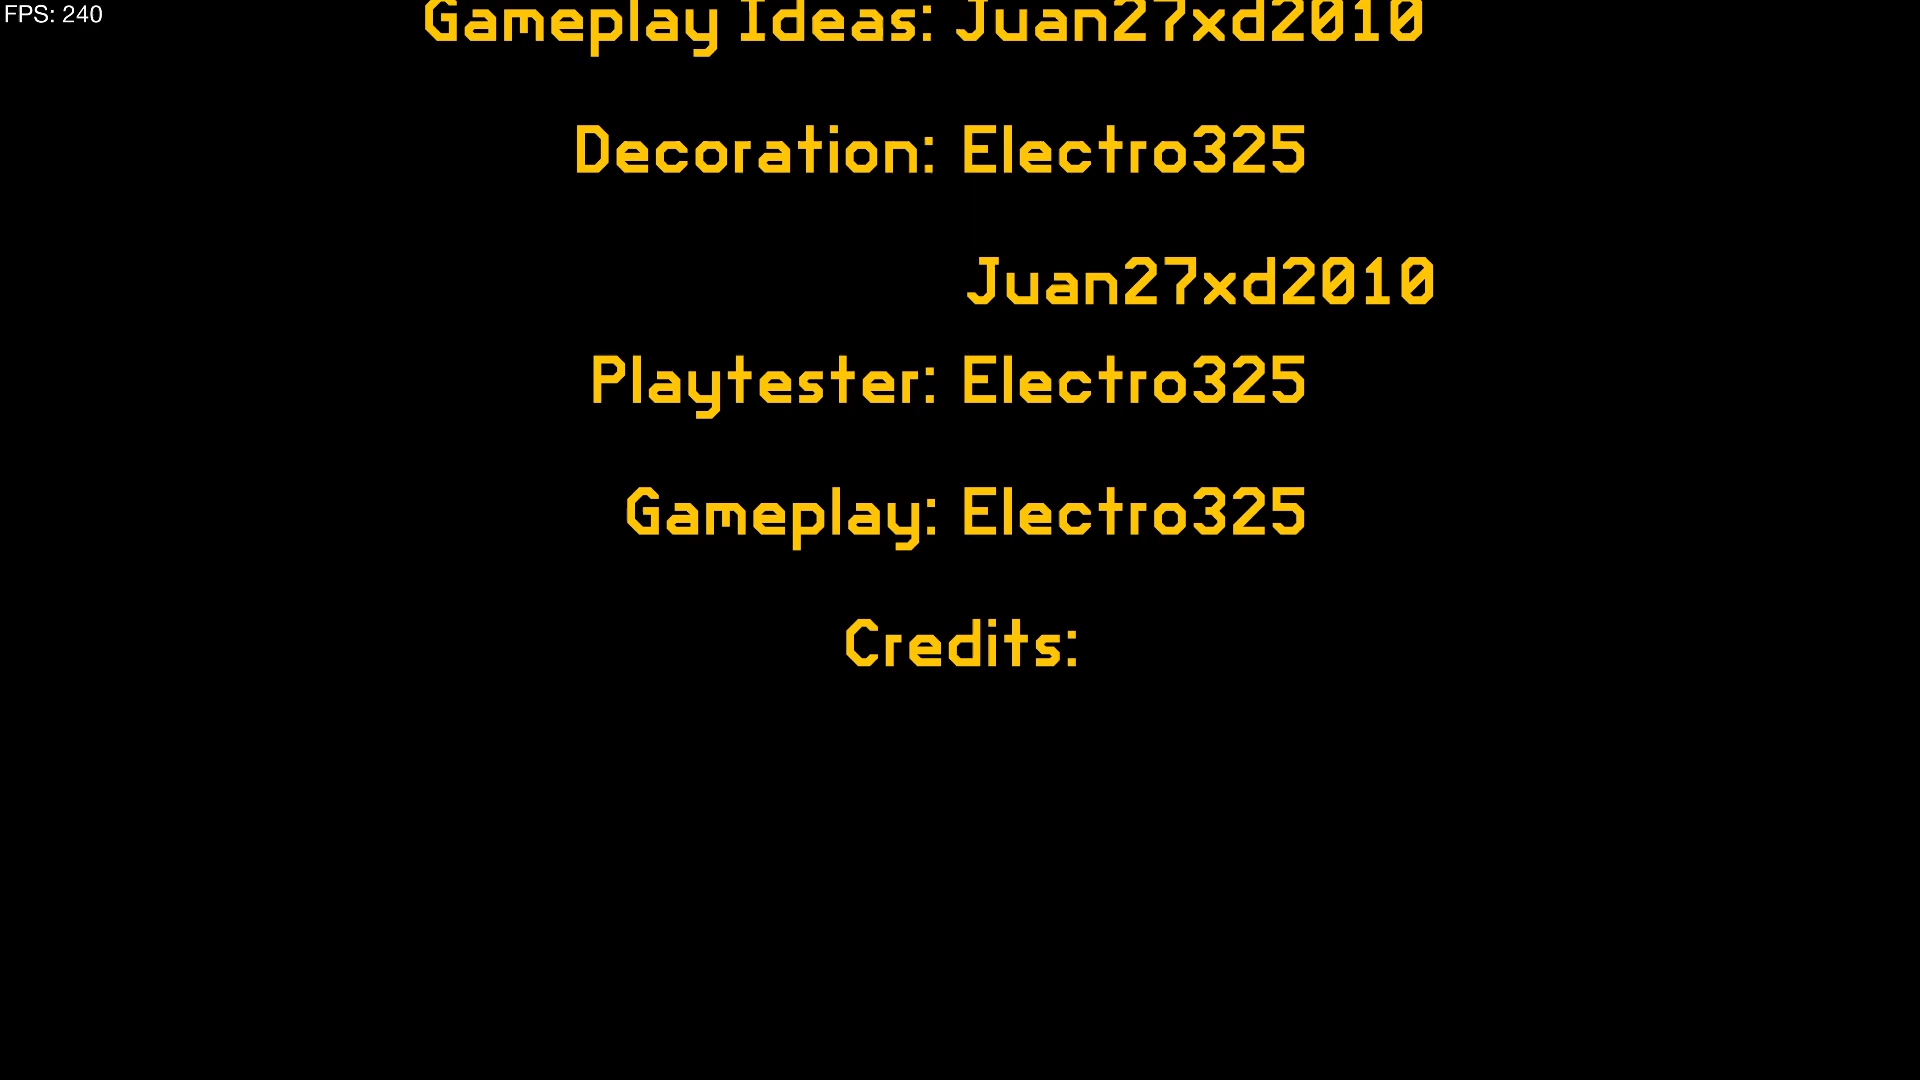 FPS: 240
Gameplay Ideas: Juan27xd2010
Decoration: Electro325
Juan27xd2010
Playtester: Electro325
Gameplay: Electro325
Credits: